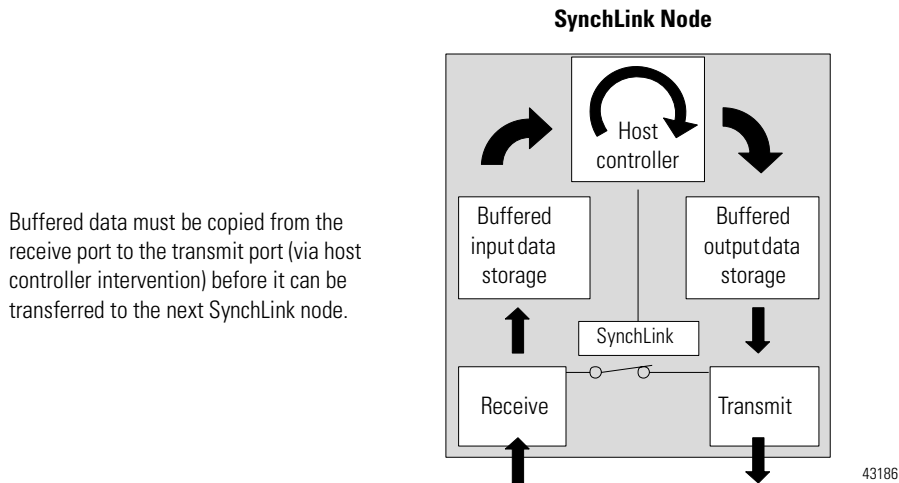 SynchLink Node
Host
controller
Buffered data must be copied from the
receive port to the transmit port (via host
controller intervention) before it can be
transferred to the next SynchLink node.
Buffered
input data
storage
Buffered
output data
storage
SynchLink
Receive
Transmit
43186